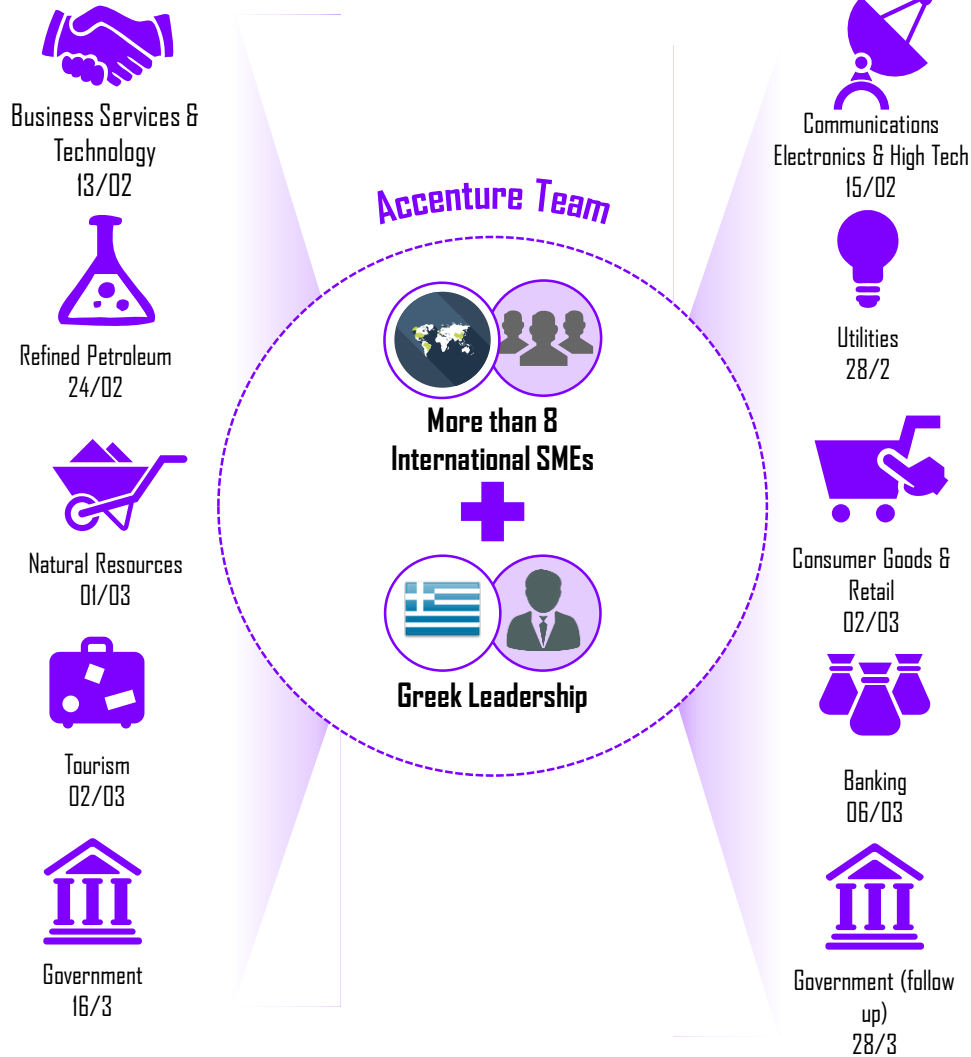 Business Services &
Technology
13/02
Refined Petroleum
24/02
Natural Resources
01/03
Tourism
02/03
Government
16/3
Accenture Team
More than 8
International SMEs
Greek Leadership
Communications
Electronics & High Tech
15/02
Utilities
28/2
Consumer Goods &
Retail
02/03
Banking
06/03
Government (follow
up)
28/3